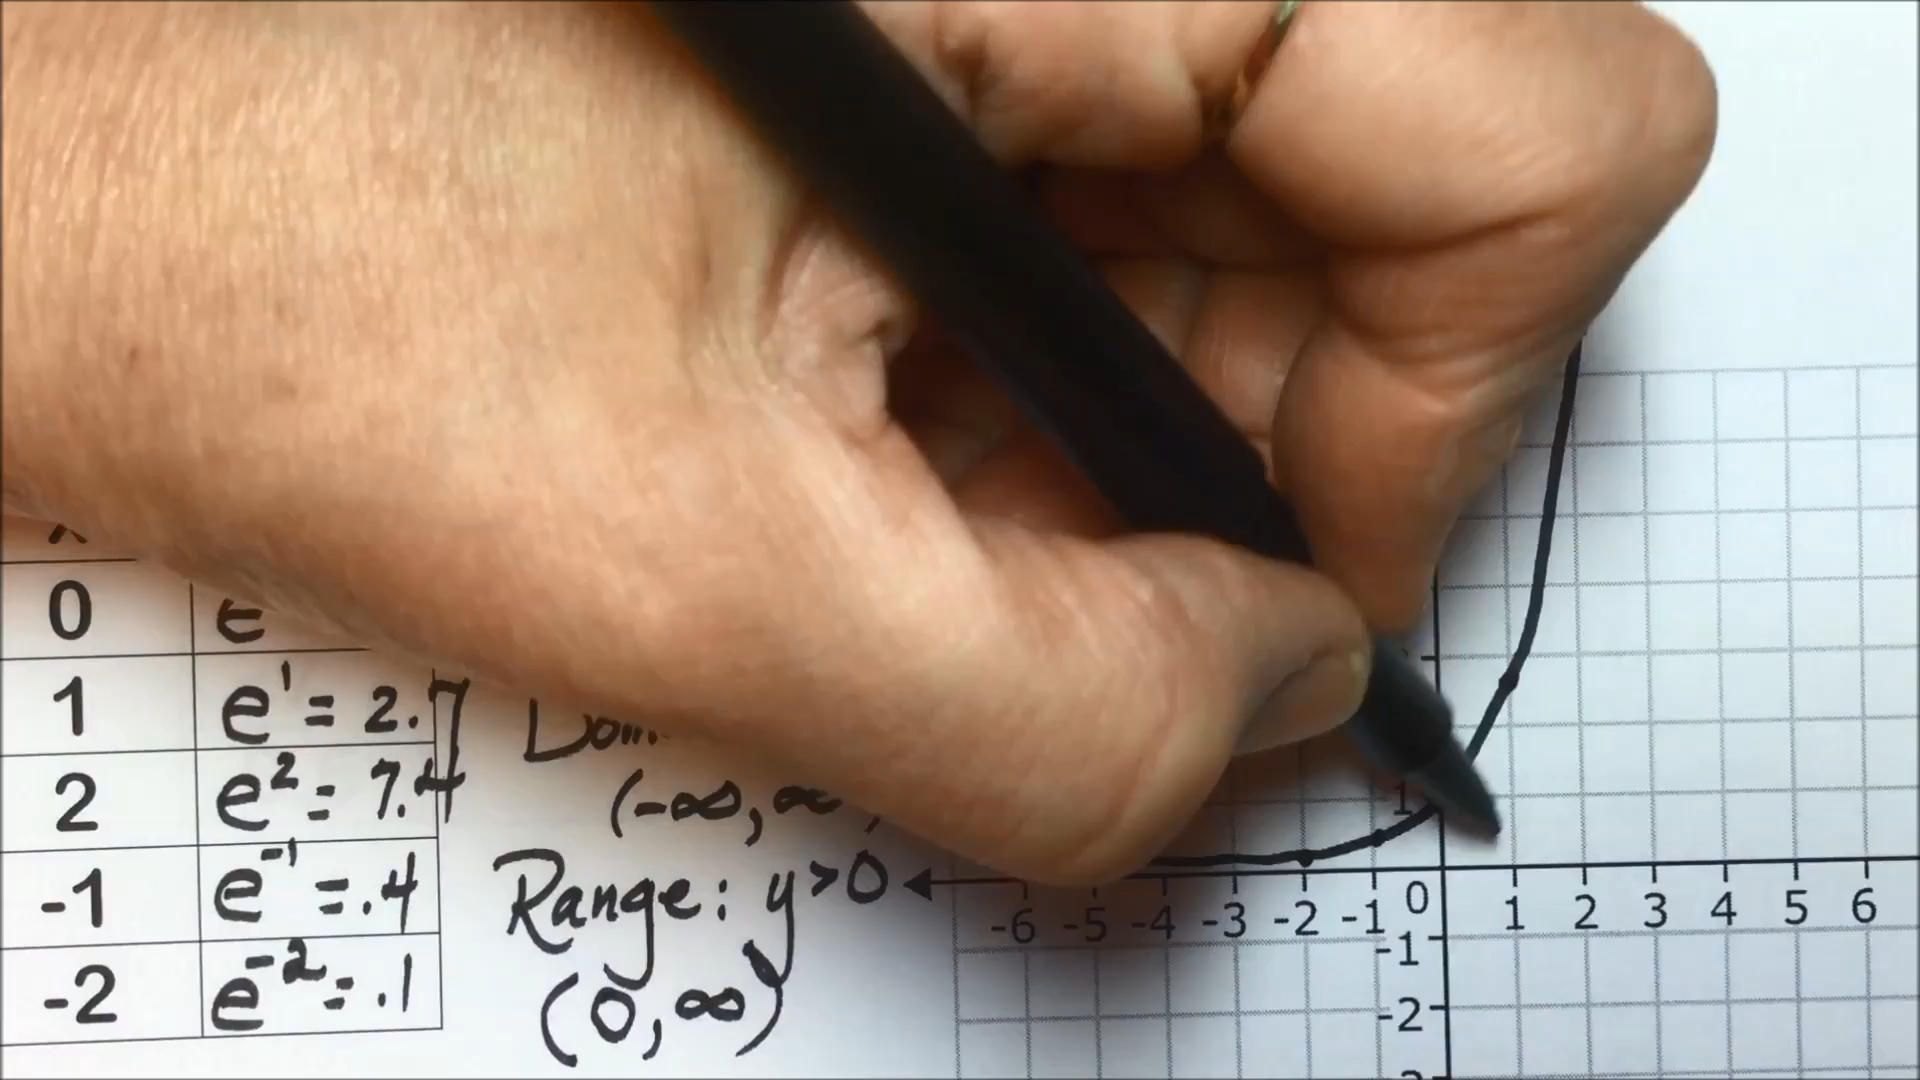 0 e
1 e¹ = 2.7
2 e² = 7.4
-1 e⁻¹ = .4
-2 e⁻² = .1
(-∞, ∞
Range: y > 0
(0, ∞)
1
-6 -5 -4 -3 -2 -1 0 1 2 3 4 5 6
-1
-2